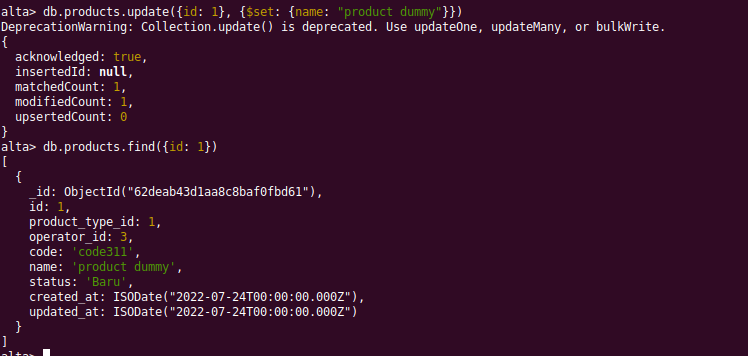 alta> db.products.update({id: 1}, {$set: {name: "product dummy"}})
DeprecationWarning: Collection.update() is deprecated. Use updateOne, updateMany, or bulkWrite.
{
  acknowledged: true,
  insertedId: null,
  matchedCount: 1,
  modifiedCount: 1,
  upsertedCount: 0
}
alta> db.products.find({id: 1})
[
  {
    _id: ObjectId("62deab43d1aa8c8baf0fbd61"),
    id: 1,
    product_type_id: 1,
    operator_id: 3,
    code: 'code311',
    name: 'product dummy',
    status: 'Baru',
    created_at: ISODate("2022-07-24T00:00:00.000Z"),
    updated_at: ISODate("2022-07-24T00:00:00.000Z")
  }
]
alta>